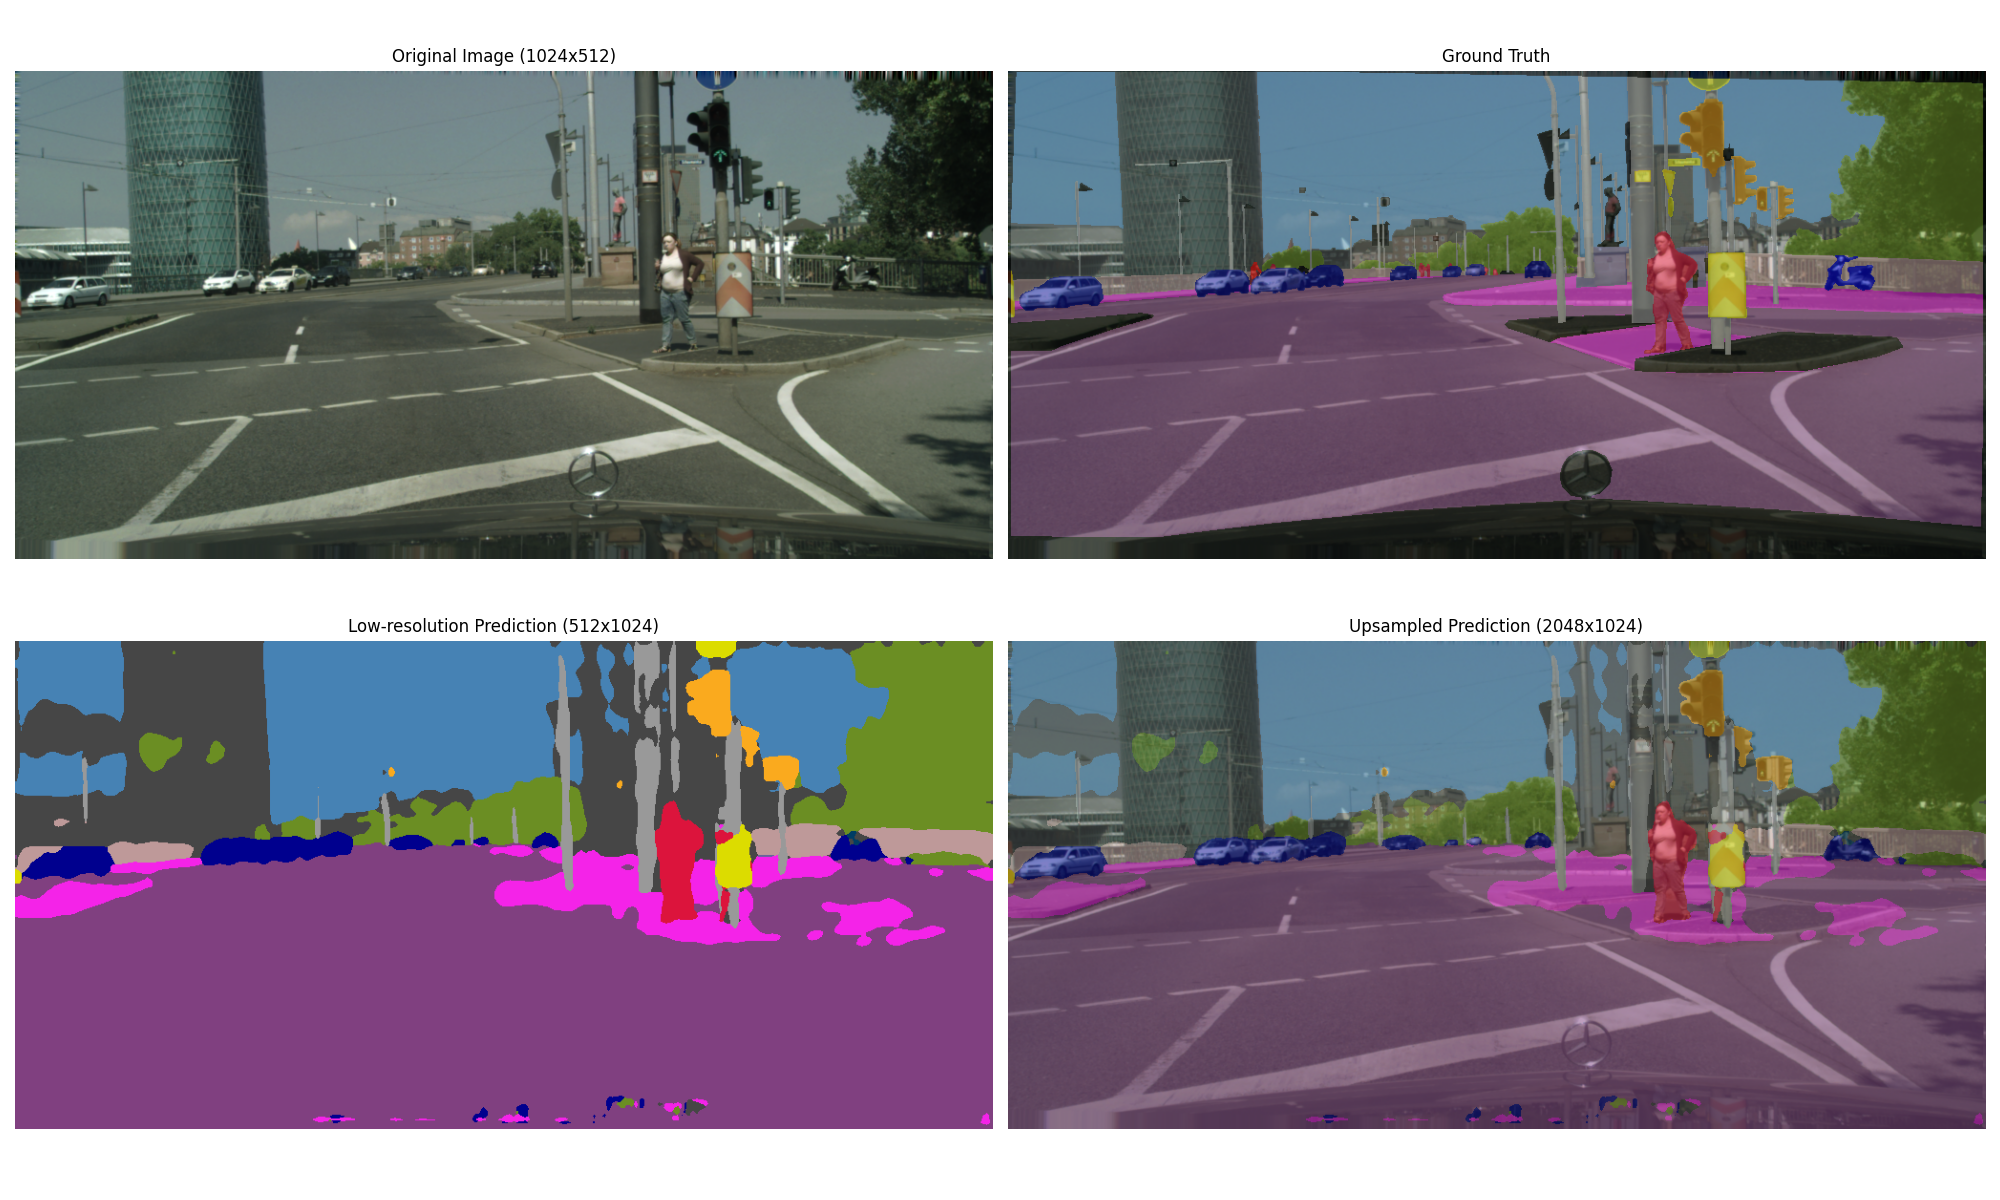 Original Image (1024x512)
Ground Truth
Low-resolution Prediction (512x1024)
Upsampled Prediction (2048x1024)